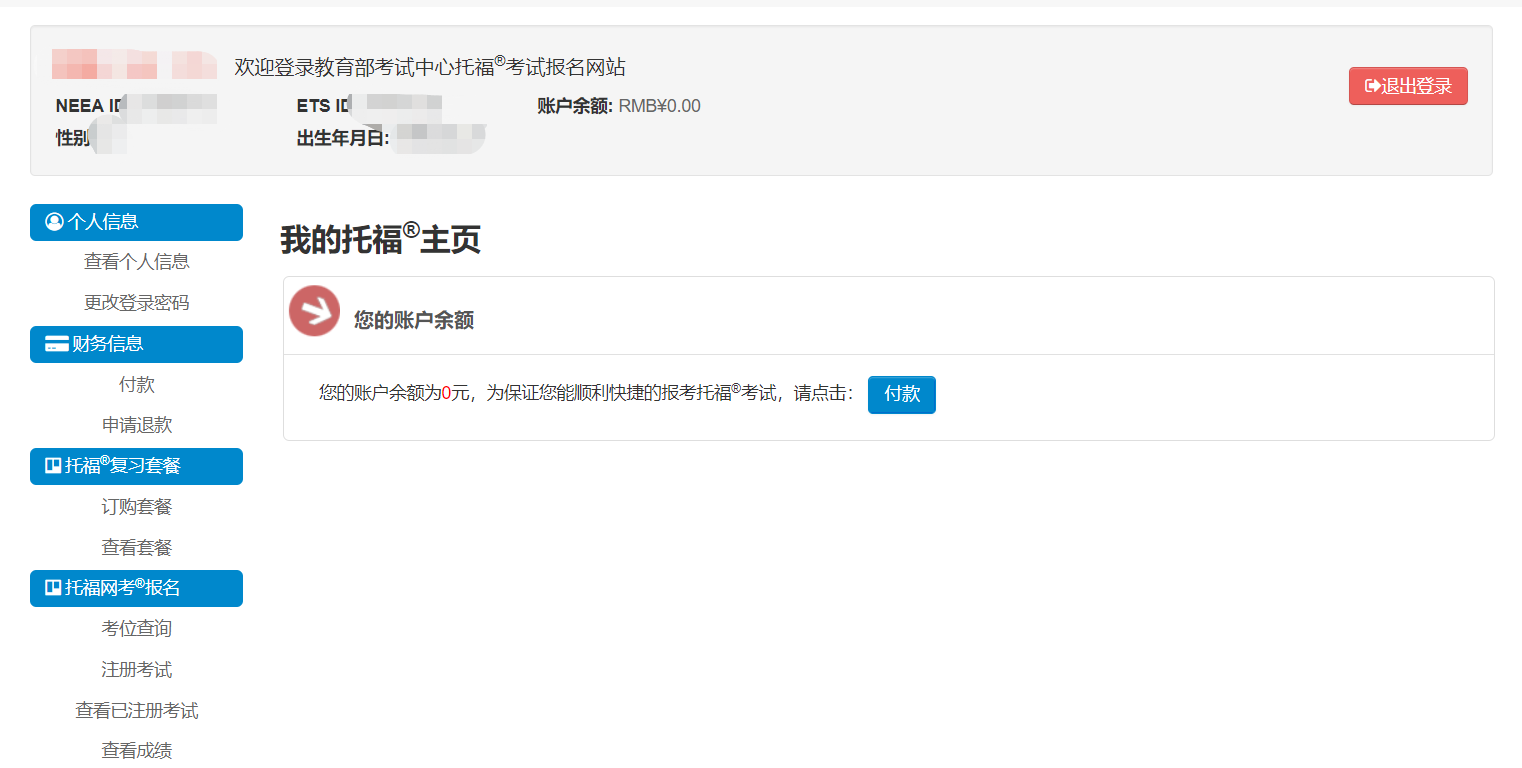 欢迎登录教育部考试中心托福®考试报名网站
退出登录
NEEA ID
ETS ID
账户余额: RMB¥0.00
性别
出生年月日:
个人信息
查看个人信息
更改登录密码
财务信息
付款
申请退款
托福®复习套餐
订购套餐
查看套餐
托福网考®报名
考位查询
注册考试
查看已注册考试
查看成绩
我的托福®主页
您的账户余额
您的账户余额为0元，为保证您能顺利快捷的报考托福®考试，请点击： 付款